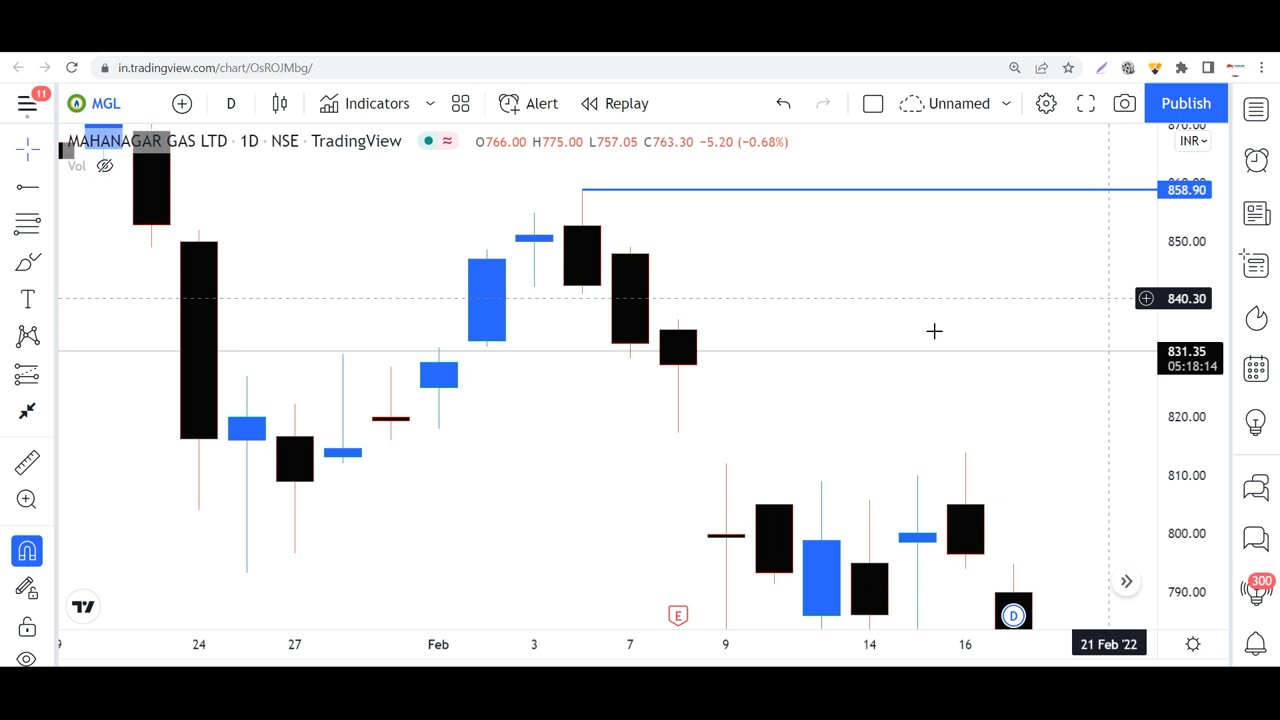 in.tradingview.com/chart/OsROJMbg/
11
MGL D Indicators Alert Replay Unnamed Publish
MAHANAGAR GAS LTD · 1D · NSE · TradingView O766.00 H775.00 L757.05 C763.30 −5.20 (−0.68%)
INR
Vol
858.90
850.00
840.30
831.35
05:18:14
820.00
810.00
800.00
790.00
300
E
D
24 27 Feb 3 7 9 14 16 21 Feb '22